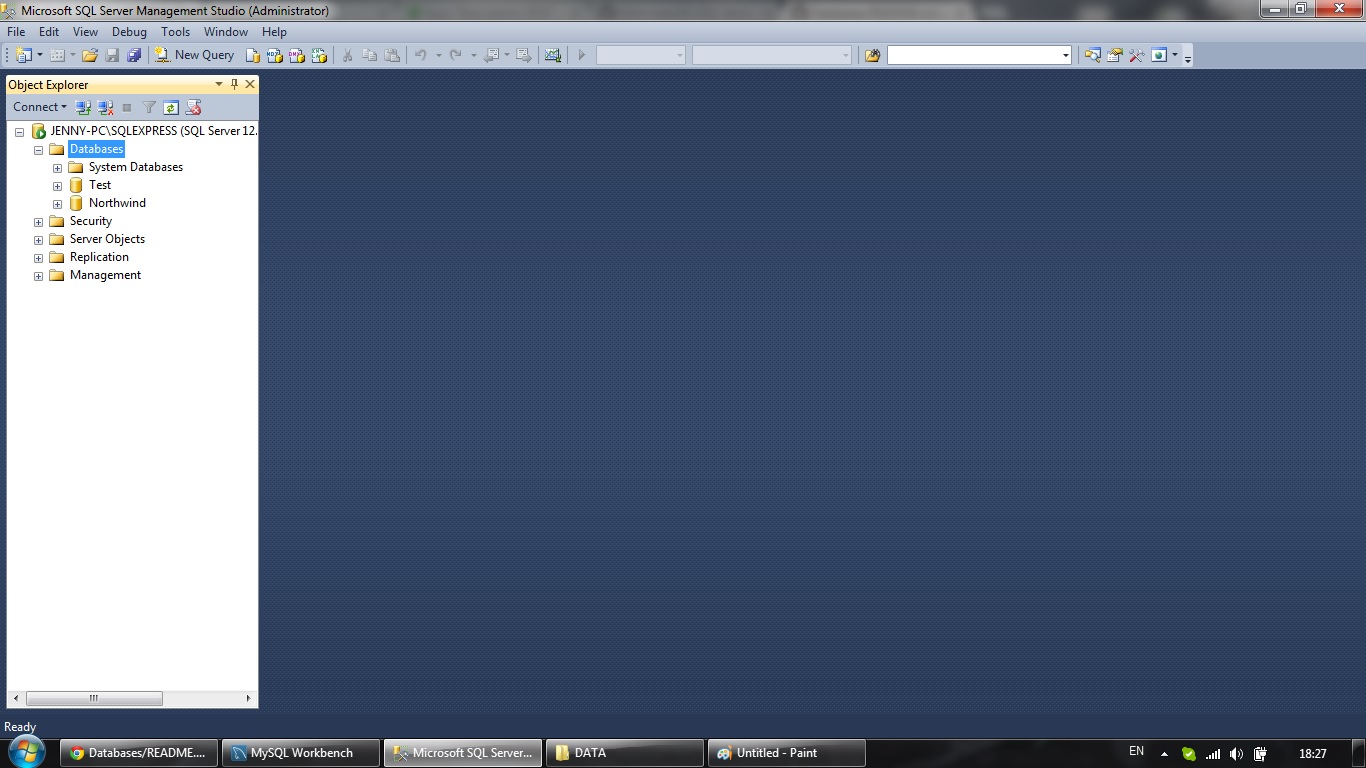 Microsoft SQL Server Management Studio (Administrator)
File Edit View Debug Tools Window Help
New Query
Object Explorer
Connect
JENNY-PC\SQLEXPRESS (SQL Server 12.
Databases
System Databases
Test
Northwind
Security
Server Objects
Replication
Management
Ready
Databases/README.... MySQL Workbench Microsoft SQL Server... DATA Untitled - Paint EN 18:27